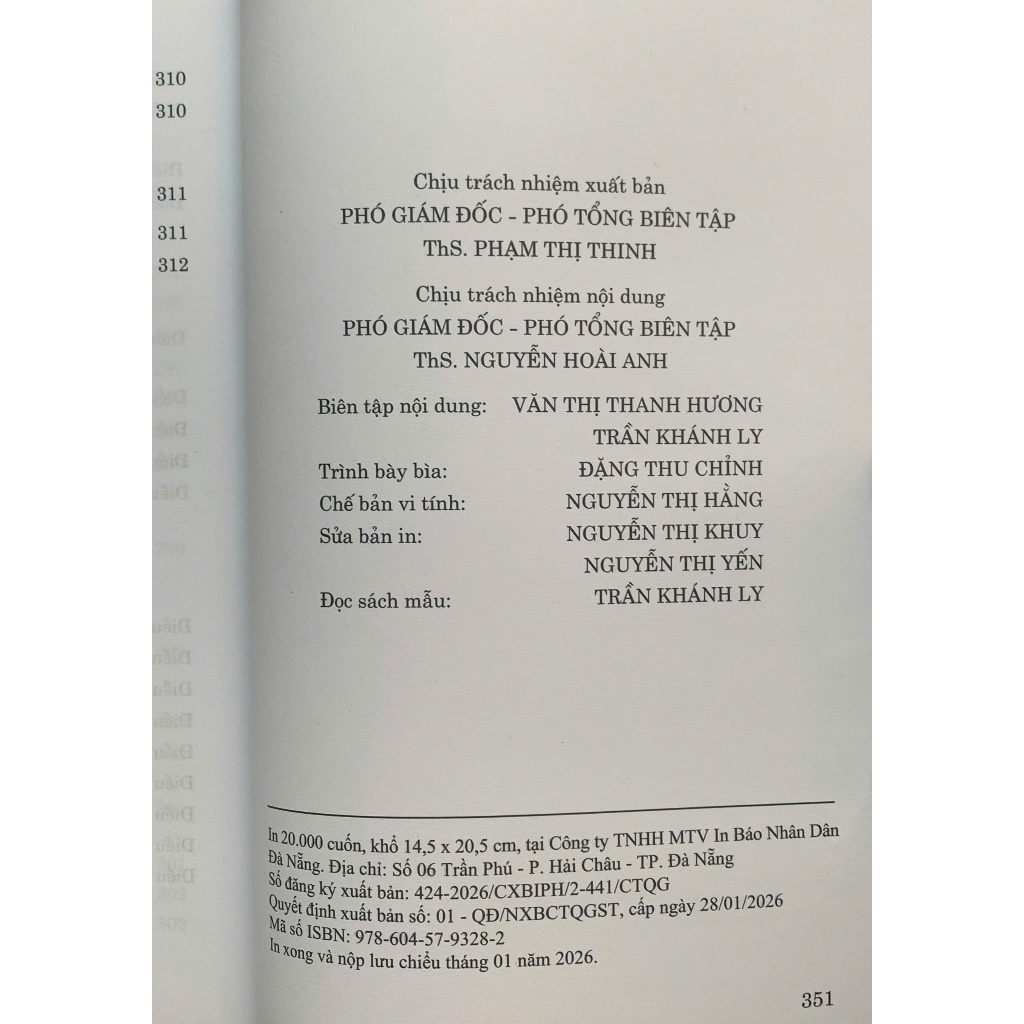 310
310
311
311
312
Chịu trách nhiệm xuất bản
PHÓ GIÁM ĐỐC - PHÓ TỔNG BIÊN TẬP
ThS. PHẠM THỊ THINH
Chịu trách nhiệm nội dung
PHÓ GIÁM ĐỐC - PHÓ TỔNG BIÊN TẬP
ThS. NGUYỄN HOÀI ANH
Biên tập nội dung: VĂN THỊ THANH HƯƠNG
TRẦN KHÁNH LY
Trình bày bìa: ĐẶNG THU CHỈNH
Chế bản vi tính: NGUYỄN THỊ HẰNG
Sửa bản in: NGUYỄN THỊ KHUY
NGUYỄN THỊ YẾN
Đọc sách mẫu: TRẦN KHÁNH LY
In 20.000 cuốn, khổ 14,5 x 20,5 cm, tại Công ty TNHH MTV In Báo Nhân Dân
Đà Nẵng. Địa chỉ: Số 06 Trần Phú - P. Hải Châu - TP. Đà Nẵng
Số đăng ký xuất bản: 424-2026/CXBIPH/2-441/CTQG
Quyết định xuất bản số: 01 - QĐ/NXBCTQGST, cấp ngày 28/01/2026
Mã số ISBN: 978-604-57-9328-2
In xong và nộp lưu chiểu tháng 01 năm 2026.
351